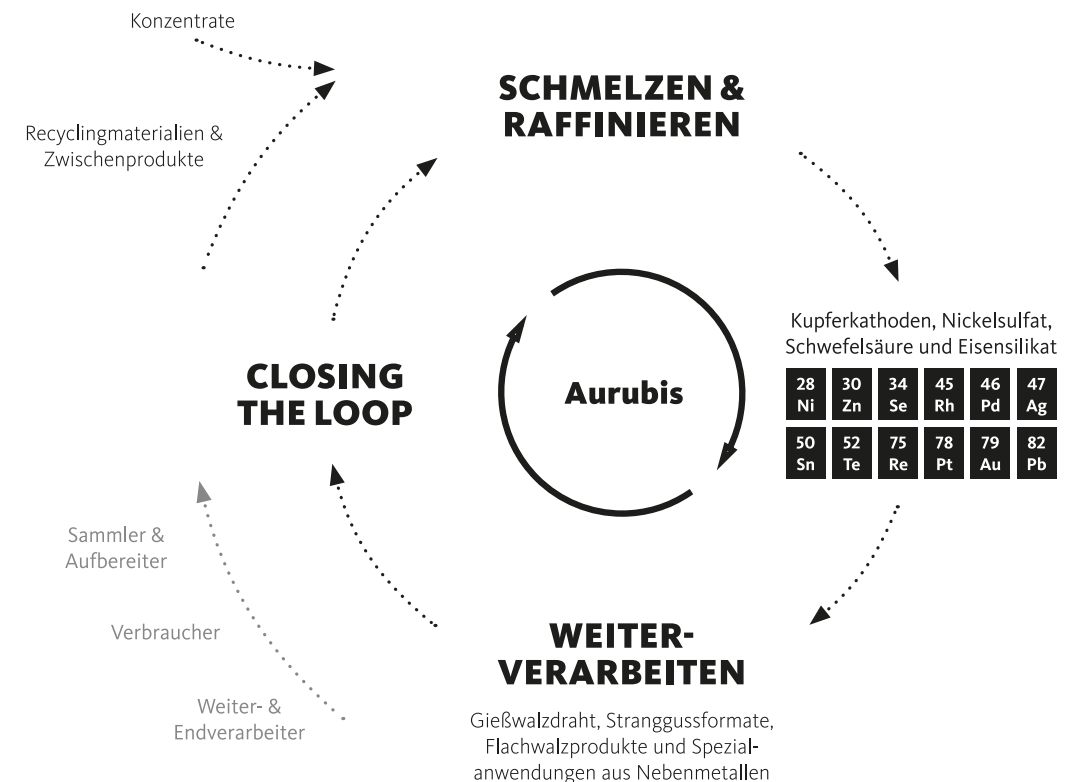 Konzentrate
SCHMELZEN &
RAFFINIEREN
Recyclingmaterialien &
Zwischenprodukte
Kupferkathoden, Nickelsulfat,
Schwefelsäure und Eisensilikat
28 30 34 45 46 47
Ni Zn Se Rh Pd Ag
50 52 75 78 79 82
Sn Te Re Pt Au Pb
CLOSING
THE LOOP
Aurubis
Sammler &
Aufbereiter
Verbraucher
Weiter- &
Endverarbeiter
WEITER-
VERARBEITEN
Gießwalzdraht, Stranggussformate,
Flachwalzprodukte und Spezial-
anwendungen aus Nebenmetallen